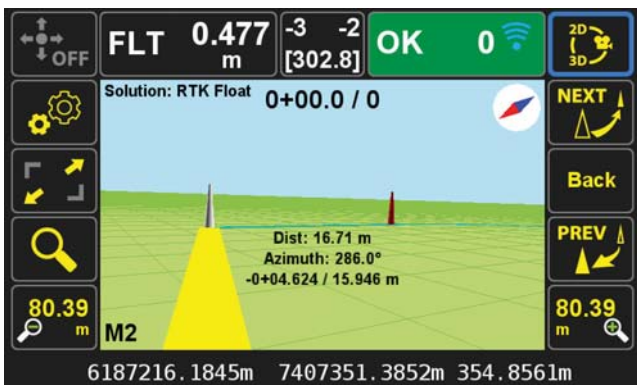 OFF
FLT 0.477 m
-3 -2
[302.8]
OK 0
2D
3D
Solution: RTK Float
0+00.0 / 0
NEXT
Back
PREV
Dist: 16.71 m
Azimuth: 286.0°
-0+04.624 / 15.946 m
80.39 m
M2
80.39 m
6187216.1845m 7407351.3852m 354.8561m